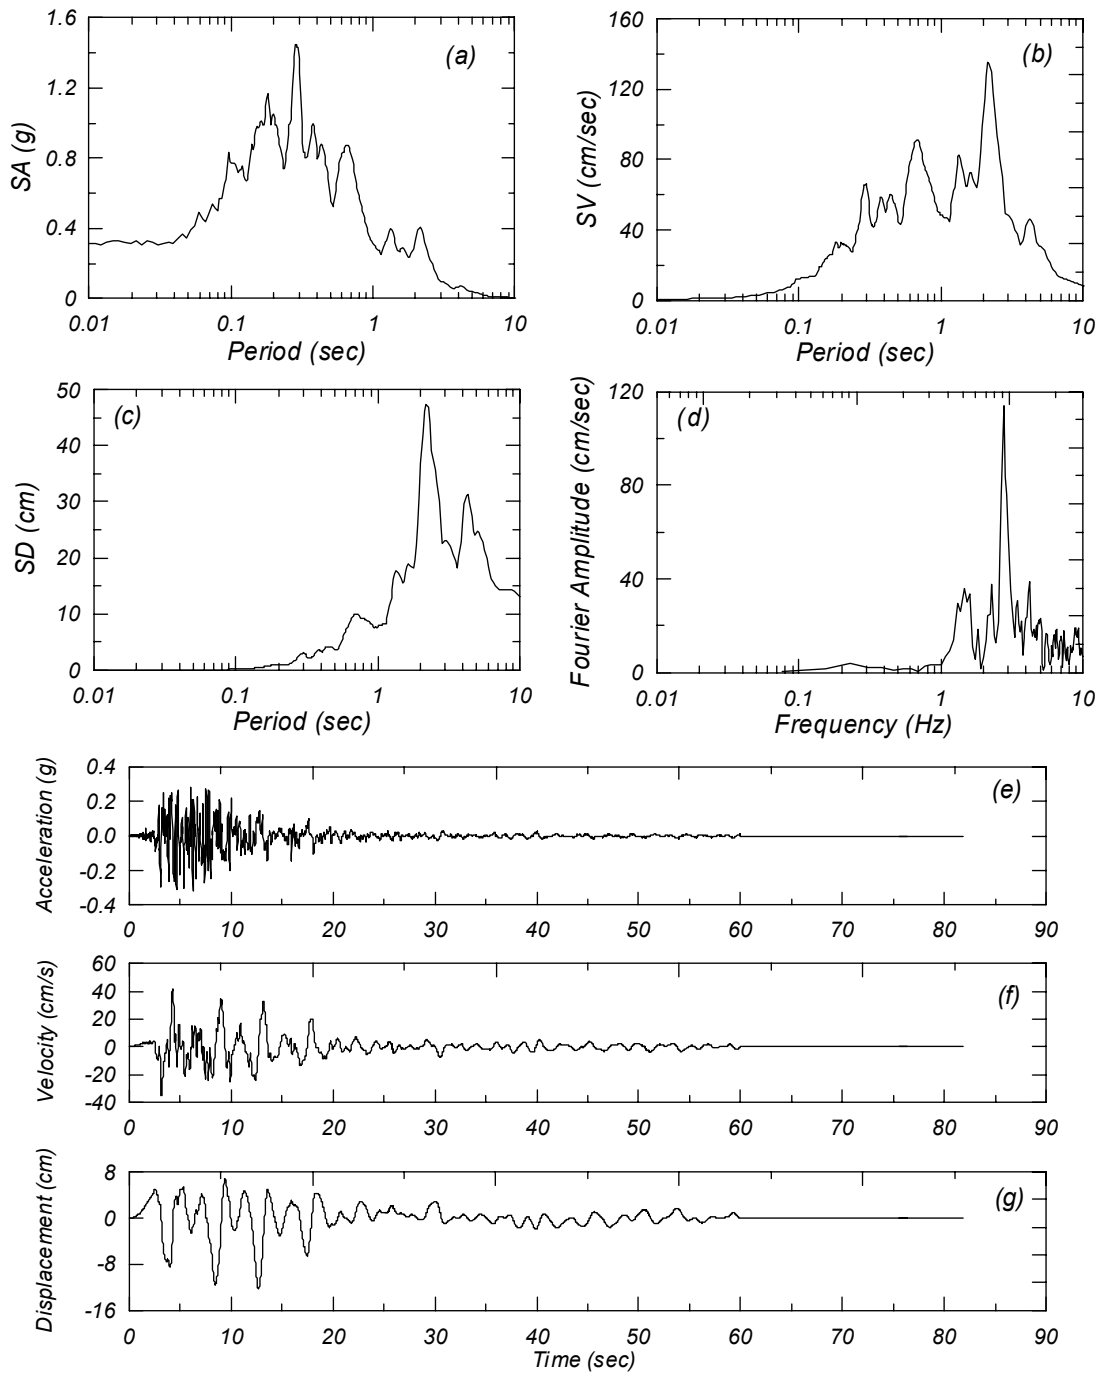 1.6
1.2
0.8
0.4
0
SA (g)
(a)
0.01 0.1 1 10
Period (sec)
160
120
80
40
0
SV (cm/sec)
(b)
0.01 0.1 1 10
Period (sec)
50
40
30
20
10
0
SD (cm)
(c)
0.01 0.1 1 10
Period (sec)
120
80
40
0
Fourier Amplitude (cm/sec)
(d)
0.01 0.1 1 10
Frequency (Hz)
0.4
0.2
0.0
-0.2
-0.4
Acceleration (g)
(e)
0 10 20 30 40 50 60 70 80 90
60
40
20
0
-20
-40
Velocity (cm/s)
(f)
0 10 20 30 40 50 60 70 80 90
8
0
-8
-16
Displacement (cm)
(g)
0 10 20 30 40 50 60 70 80 90
Time (sec)